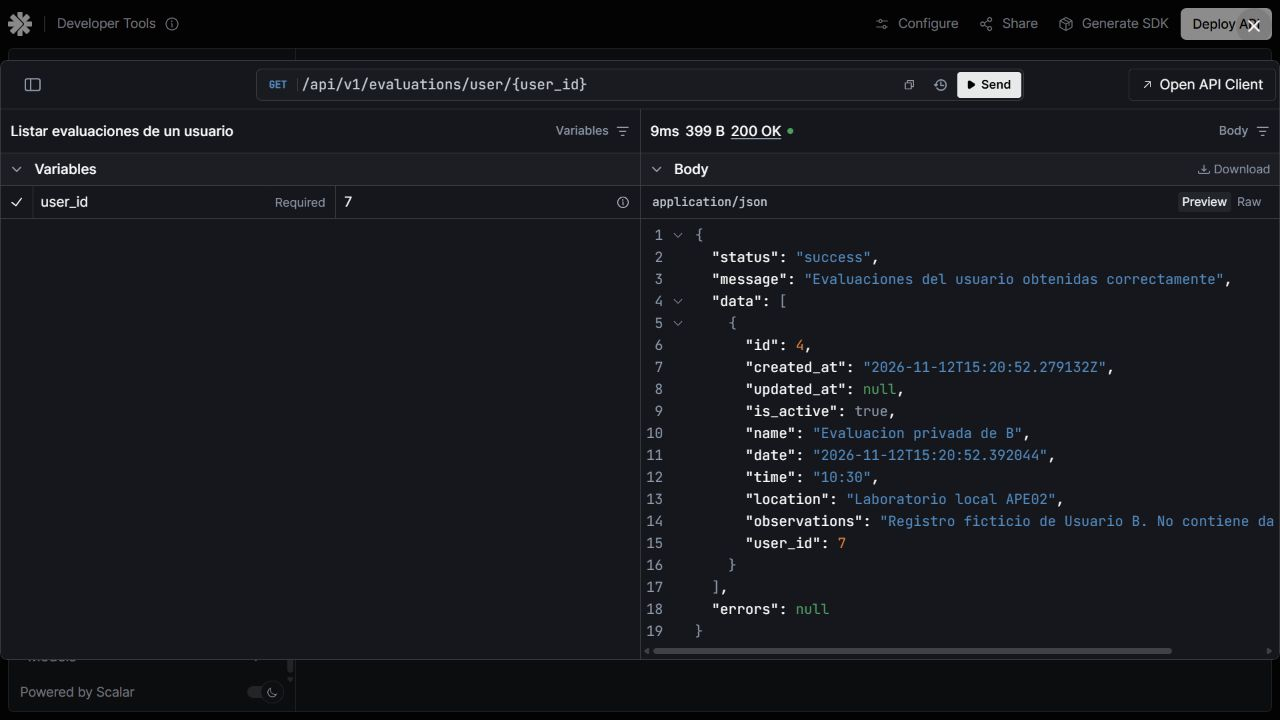 Developer Tools
Configure
Share
Generate SDK
Deploy API
GET /api/v1/evaluations/user/{user_id}
Send
Open API Client
Listar evaluaciones de un usuario
Variables
9ms 399 B 200 OK
Body
Variables
Body
Download
user_id Required 7
application/json
Preview Raw
1 {
2 "status": "success",
3 "message": "Evaluaciones del usuario obtenidas correctamente",
4 "data": [
5 {
6 "id": 4,
7 "created_at": "2026-11-12T15:20:52.279132Z",
8 "updated_at": null,
9 "is_active": true,
10 "name": "Evaluacion privada de B",
11 "date": "2026-11-12T15:20:52.392044",
12 "time": "10:30",
13 "location": "Laboratorio local APE02",
14 "observations": "Registro ficticio de Usuario B. No contiene da
15 "user_id": 7
16 }
17 ],
18 "errors": null
19 }
Powered by Scalar